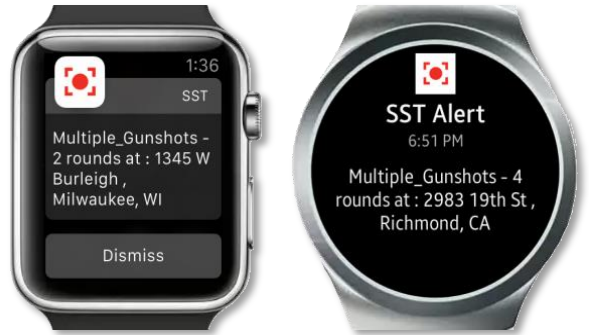 1:36
SST
Multiple_Gunshots -
2 rounds at : 1345 W
Burleigh ,
Milwaukee, WI
Dismiss
SST Alert
6:51 PM
Multiple_Gunshots - 4
rounds at : 2983 19th St ,
Richmond, CA